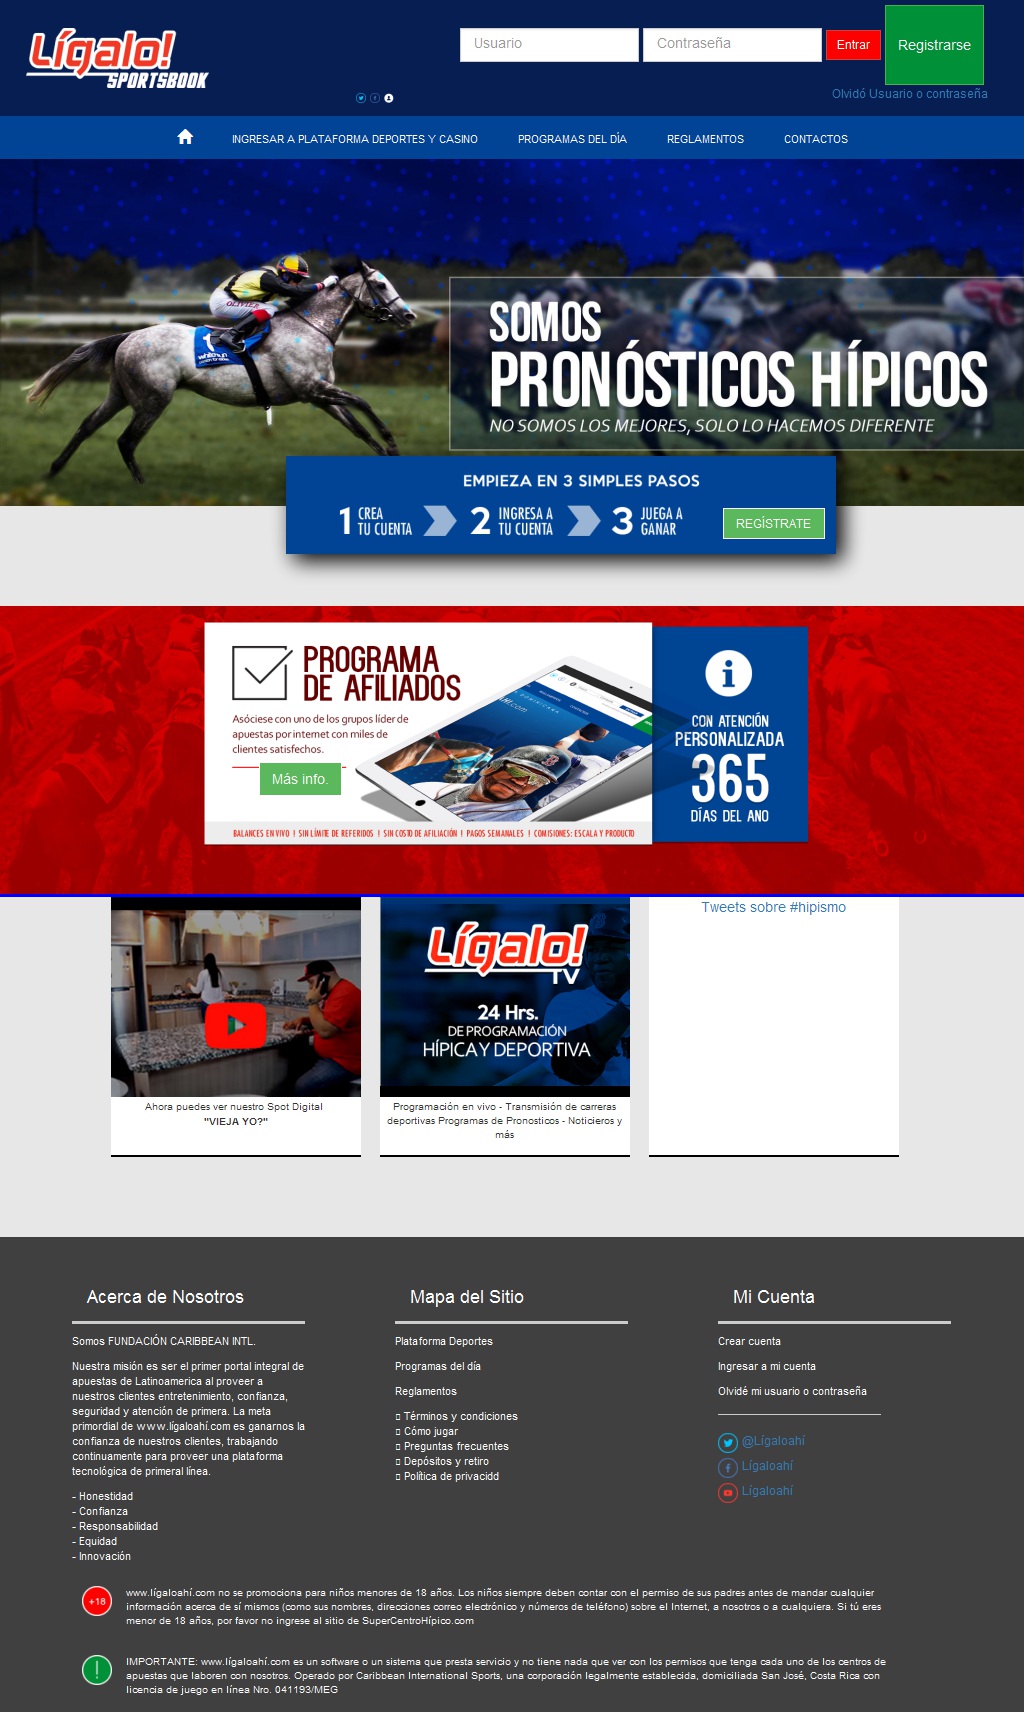 Lígalo!
SPORTSBOOK
Usuario
Contraseña
Entrar
Registrarse
Olvidó Usuario o contraseña
INGRESAR A PLATAFORMA DEPORTES Y CASINO
PROGRAMAS DEL DÍA
REGLAMENTOS
CONTACTOS
OLIVIER
1
SOMOS
PRONÓSTICOS HÍPICOS
NO SOMOS LOS MEJORES, SOLO LO HACEMOS DIFERENTE
EMPIEZA EN 3 SIMPLES PASOS
1 CREA TU CUENTA
2 INGRESA A TU CUENTA
3 JUEGA A GANAR
REGÍSTRATE
PROGRAMA
DE AFILIADOS
Asóciese con uno de los grupos líder de
apuestas por internet con miles de
clientes satisfechos.
Más info.
BALANCES EN VIVO ! SIN LÍMITE DE REFERIDOS ! SIN COSTO DE AFILIACIÓN ! PAGOS SEMANALES ! COMISIONES: ESCALA Y PRODUCTO
CON ATENCIÓN
PERSONALIZADA
365
DÍAS DEL ANO
Ahora puedes ver nuestro Spot Digital
"VIEJA YO?"
Lígalo!
TV
24 Hrs.
DE PROGRAMACIÓN
HÍPICA Y DEPORTIVA
Programación en vivo - Transmisión de carreras
deportivas Programas de Pronosticos - Noticieros y
más
Tweets sobre #hipismo
Acerca de Nosotros
Somos FUNDACIÓN CARIBBEAN INTL.
Nuestra misión es ser el primer portal integral de
apuestas de Latinoamerica al proveer a
nuestros clientes entretenimiento, confianza,
seguridad y atención de primera. La meta
primordial de www.lígaloahí.com es ganarnos la
confianza de nuestros clientes, trabajando
continuamente para proveer una plataforma
tecnológica de primeral línea.
- Honestidad
- Confianza
- Responsabilidad
- Equidad
- Innovación
Mapa del Sitio
Plataforma Deportes
Programas del día
Reglamentos
Términos y condiciones
Cómo jugar
Preguntas frecuentes
Depósitos y retiro
Política de privacidd
Mi Cuenta
Crear cuenta
Ingresar a mi cuenta
Olvidé mi usuario o contraseña
@Lígaloahí
Lígaloahí
Lígaloahí
+18
www.lígaloahí.com no se promociona para niños menores de 18 años. Los niños siempre deben contar con el permiso de sus padres antes de mandar cualquier
información acerca de sí mismos (como sus nombres, direcciones correo electrónico y números de teléfono) sobre el Internet, a nosotros o a cualquiera. Si tú eres
menor de 18 años, por favor no ingrese al sitio de SuperCentroHípico.com
IMPORTANTE: www.lígaloahí.com es un software o un sistema que presta servicio y no tiene nada que ver con los permisos que tenga cada uno de los centros de
apuestas que laboren con nosotros. Operado por Caribbean International Sports, una corporación legalmente establecida, domiciliada San José, Costa Rica con
licencia de juego en línea Nro. 041193/MEG